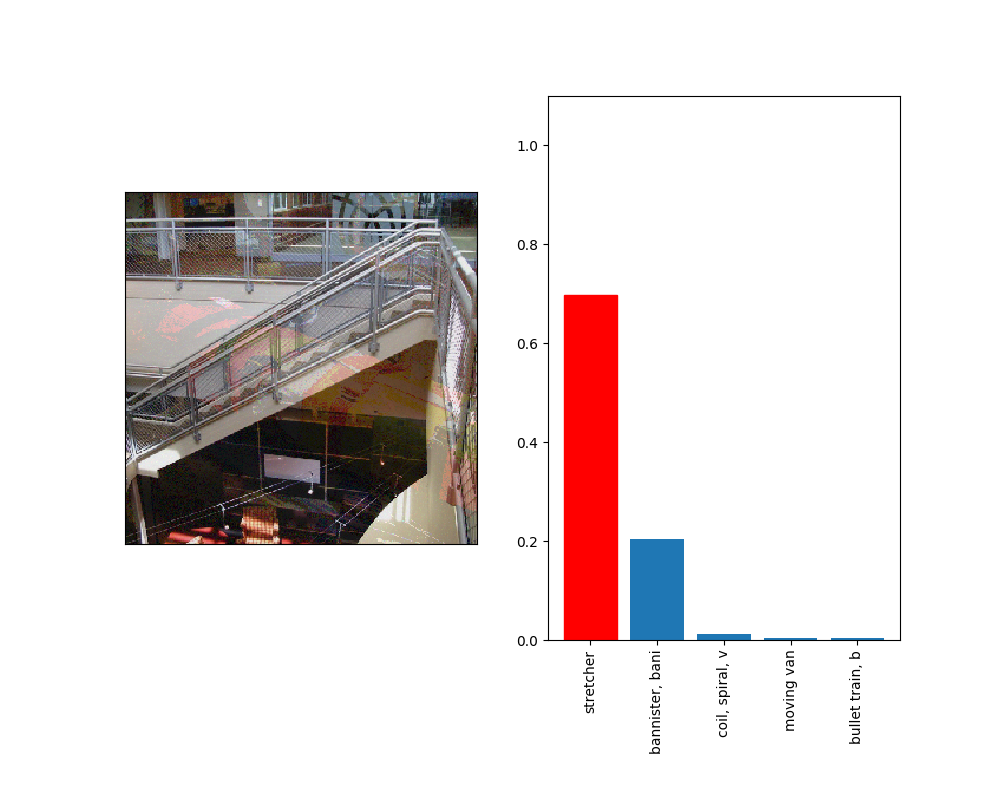 1.0
0.8
0.6
0.4
0.2
0.0
stretcher
bannister, bani
coil, spiral, v
moving van
bullet train, b